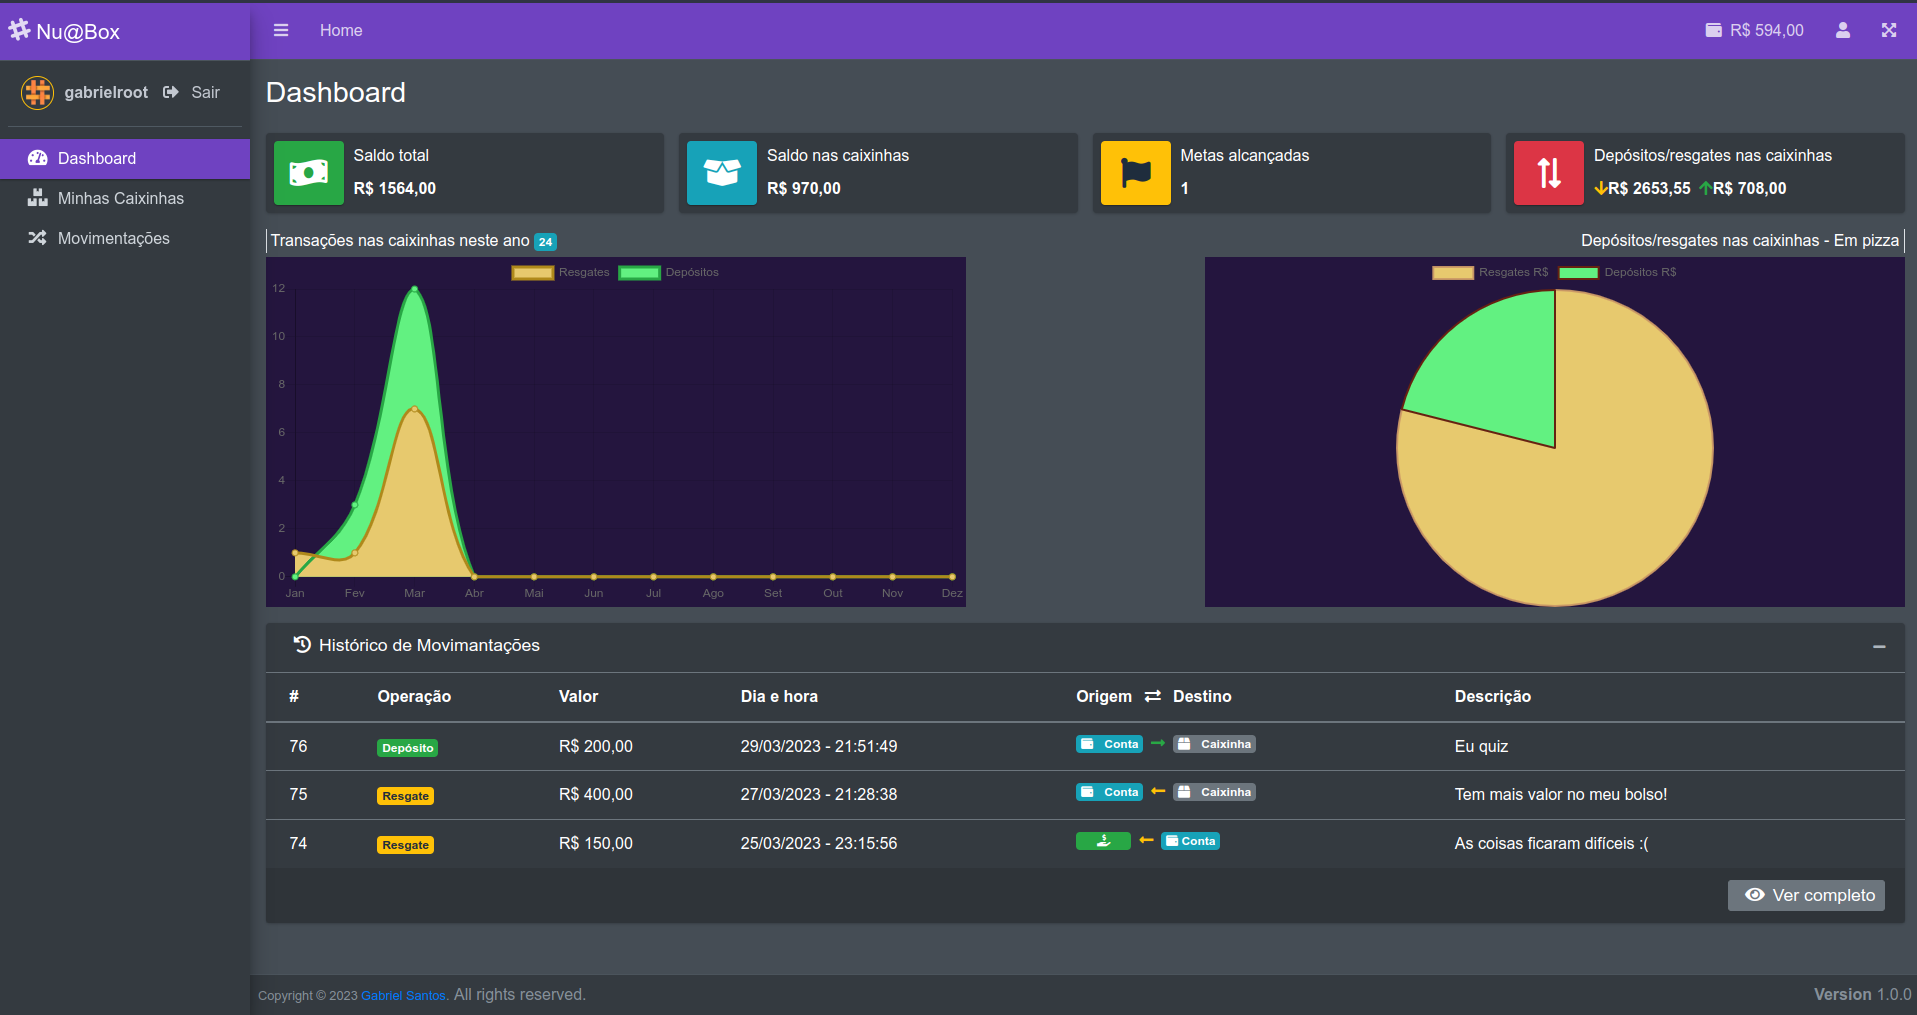 Nu@Box
Home
R$ 594,00
gabrielroot Sair
Dashboard
Minhas Caixinhas
Movimentações
Dashboard
Saldo total
R$ 1564,00
Saldo nas caixinhas
R$ 970,00
Metas alcançadas
1
Depósitos/resgates nas caixinhas
R$ 2653,55 R$ 708,00
Transações nas caixinhas neste ano 24
Resgates Depósitos
12
10
8
6
4
2
0
Jan Fev Mar Abr Mai Jun Jul Ago Set Out Nov Dez
Depósitos/resgates nas caixinhas - Em pizza
Resgates R$ Depósitos R$
Histórico de Movimantações
# Operação Valor Dia e hora Origem Destino Descrição
76 Depósito R$ 200,00 29/03/2023 - 21:51:49 Conta Caixinha Eu quiz
75 Resgate R$ 400,00 27/03/2023 - 21:28:38 Conta Caixinha Tem mais valor no meu bolso!
74 Resgate R$ 150,00 25/03/2023 - 23:15:56 $ Conta As coisas ficaram difíceis :(
Ver completo
Copyright © 2023 Gabriel Santos. All rights reserved.
Version 1.0.0